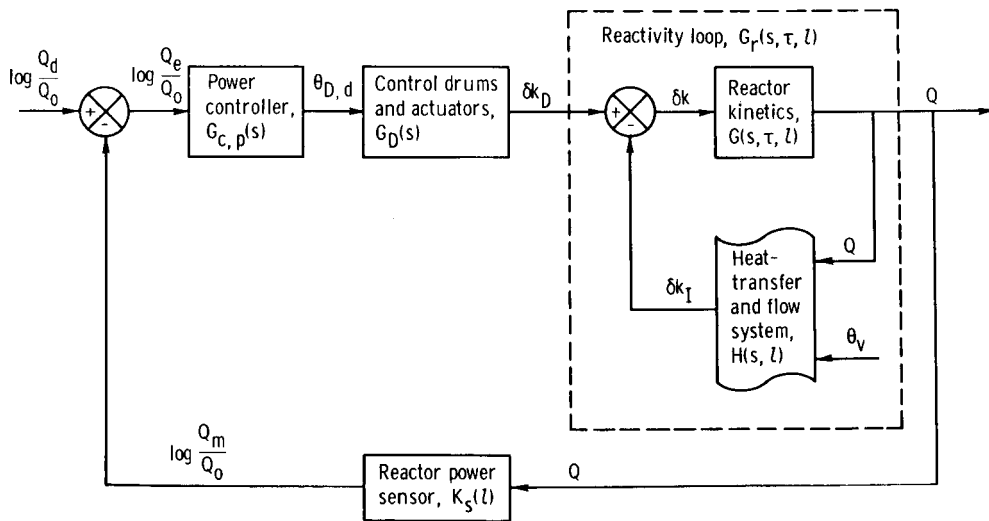 Reactivity loop, G_r(s, τ, l)
log Q_d/Q_o
+
-
log Q_e/Q_o
Power
controller,
G_c, p(s)
θ_D, d
Control drums
and actuators,
G_D(s)
δk_D
+
-
δk
Reactor
kinetics,
G(s, τ, l)
Q
Q
Heat-
transfer
and flow
system,
H(s, l)
δk_I
θ_v
log Q_m/Q_o
Reactor power
sensor, K_s(l)
Q